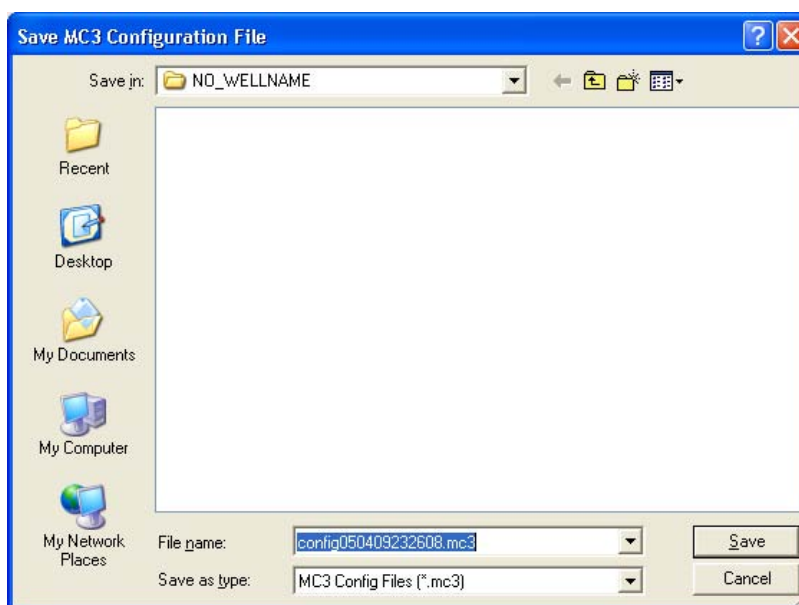 Save MC3 Configuration File
Save in:
NO_WELLNAME
Recent
Desktop
My Documents
My Computer
My Network
Places
File name:
config050409232608.mc3
Save
Save as type:
MC3 Config Files (*.mc3)
Cancel